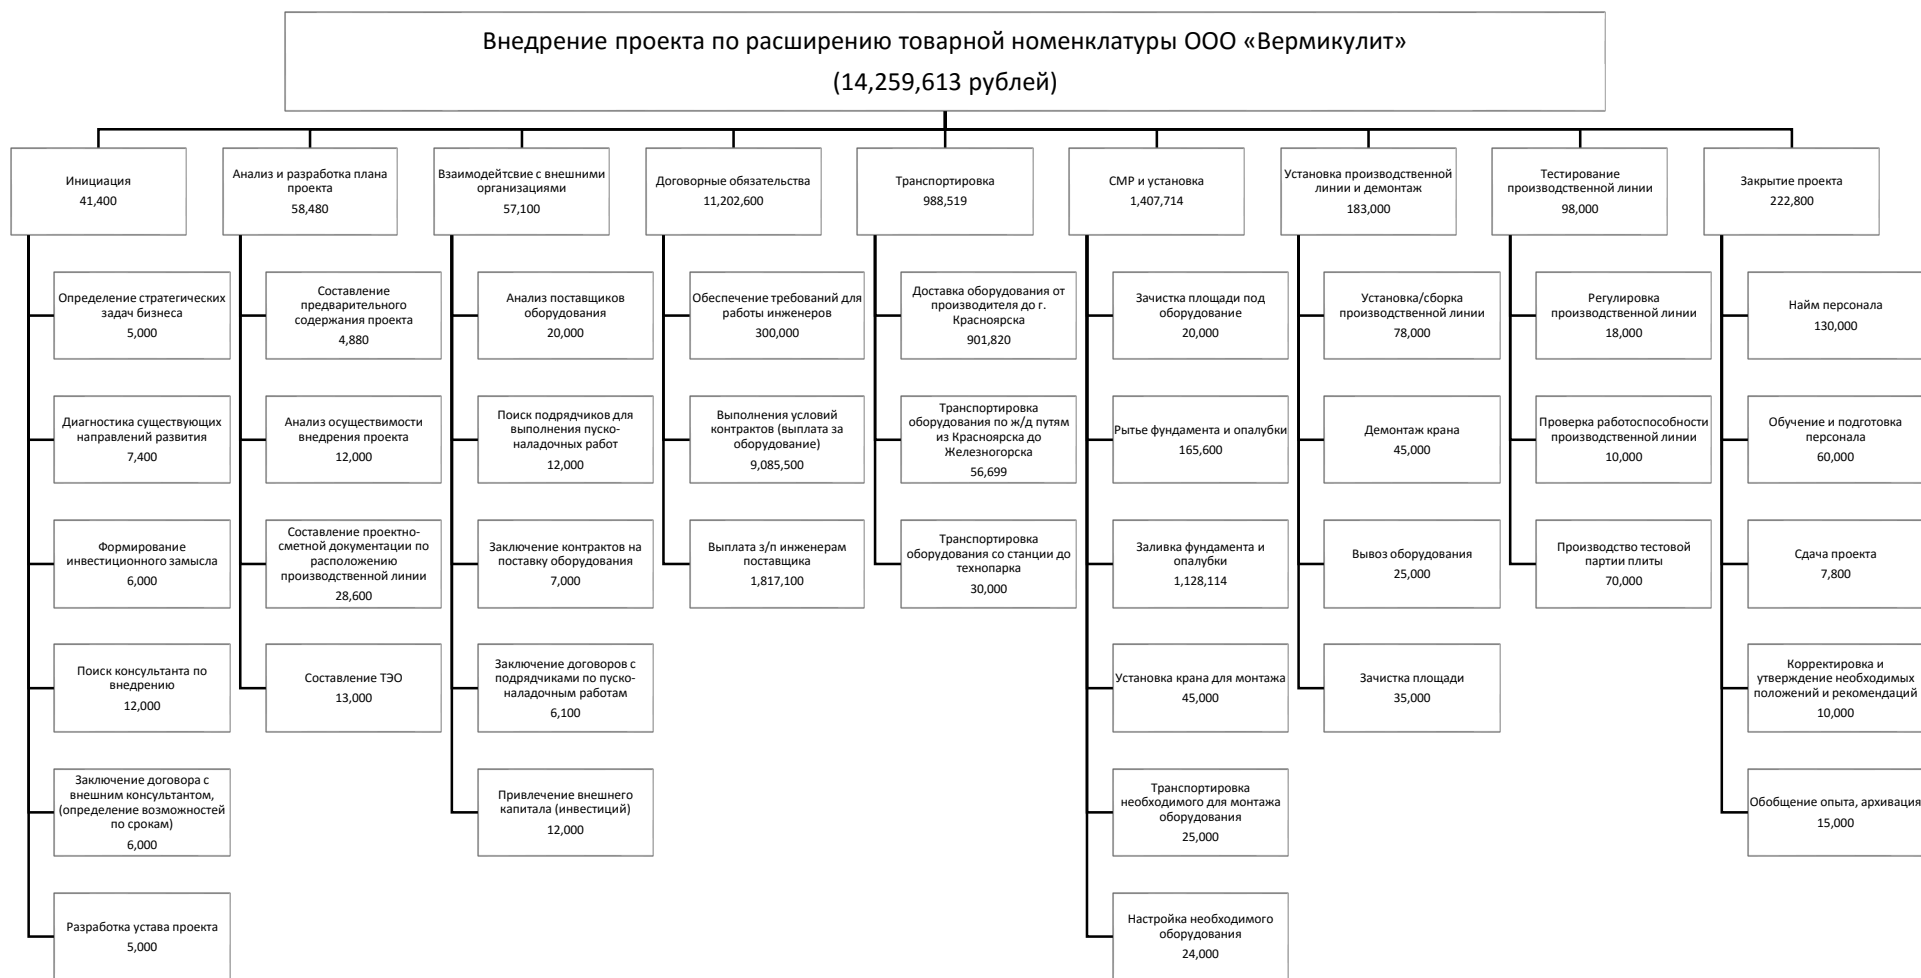 Внедрение проекта по расширению товарной номенклатуры ООО «Вермикулит»
(14,259,613 рублей)
Инициация
41,400
Определение стратегических
задач бизнеса
5,000
Диагностика существующих
направлений развития
7,400
Формирование
инвестиционного замысла
6,000
Поиск консультанта по
внедрению
12,000
Заключение договора с
внешним консультантом,
(определение возможностей
по срокам)
6,000
Разработка устава проекта
5,000
Анализ и разработка плана
проекта
58,480
Составление
предварительного
содержания проекта
4,880
Анализ осуществимости
внедрения проекта
12,000
Составление проектно-
сметной документации по
расположению
производственной линии
28,600
Составление ТЭО
13,000
Взаимодейтсвие с внешними
организациями
57,100
Анализ поставщиков
оборудования
20,000
Поиск подрядчиков для
выполнения пуско-
наладочных работ
12,000
Заключение контрактов на
поставку оборудования
7,000
Заключение договоров с
подрядчиками по пуско-
наладочным работам
6,100
Привлечение внешнего
капитала (инвестиций)
12,000
Договорные обязательства
11,202,600
Обеспечение требований для
работы инженеров
300,000
Выполнения условий
контрактов (выплата за
оборудование)
9,085,500
Выплата з/п инженерам
поставщика
1,817,100
Транспортировка
988,519
Доставка оборудования от
производителя до г.
Красноярска
901,820
Транспортировка
оборудования по ж/д путям
из Красноярска до
Железногорска
56,699
Транспортировка
оборудования со станции до
технопарка
30,000
СМР и установка
1,407,714
Зачистка площади под
оборудование
20,000
Рытье фундамента и опалубки
165,600
Заливка фундамента и
опалубки
1,128,114
Установка крана для монтажа
45,000
Транспортировка
необходимого для монтажа
оборудования
25,000
Настройка необходимого
оборудования
24,000
Установка производственной
линии и демонтаж
183,000
Установка/сборка
производственной линии
78,000
Демонтаж крана
45,000
Вывоз оборудования
25,000
Зачистка площади
35,000
Тестирование
производственной линии
98,000
Регулировка
производственной линии
18,000
Проверка работоспособности
производственной линии
10,000
Производство тестовой
партии плиты
70,000
Закрытие проекта
222,800
Найм персонала
130,000
Обучение и подготовка
персонала
60,000
Сдача проекта
7,800
Корректировка и
утверждение необходимых
положений и рекомендаций
10,000
Обобщение опыта, архивация
15,000